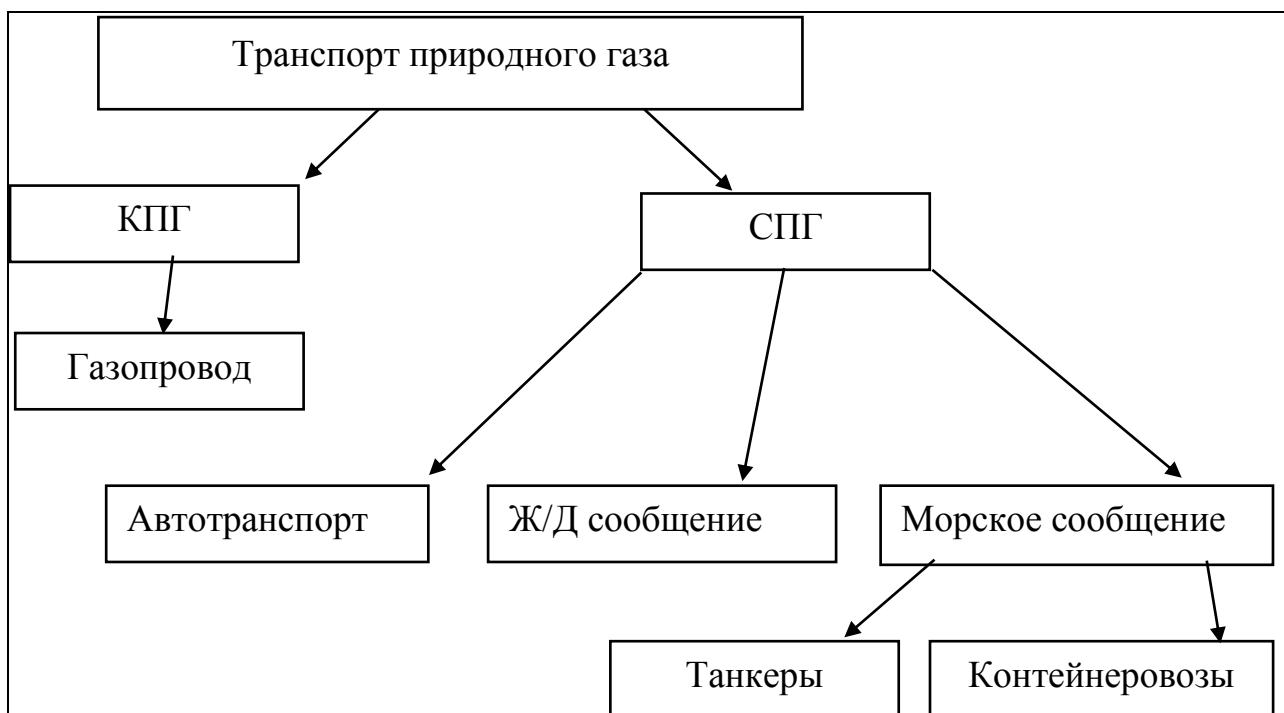 Транспорт природного газа
КПГ
СПГ
Газопровод
Автотранспорт
Ж/Д сообщение
Морское сообщение
Танкеры
Контейнеровозы